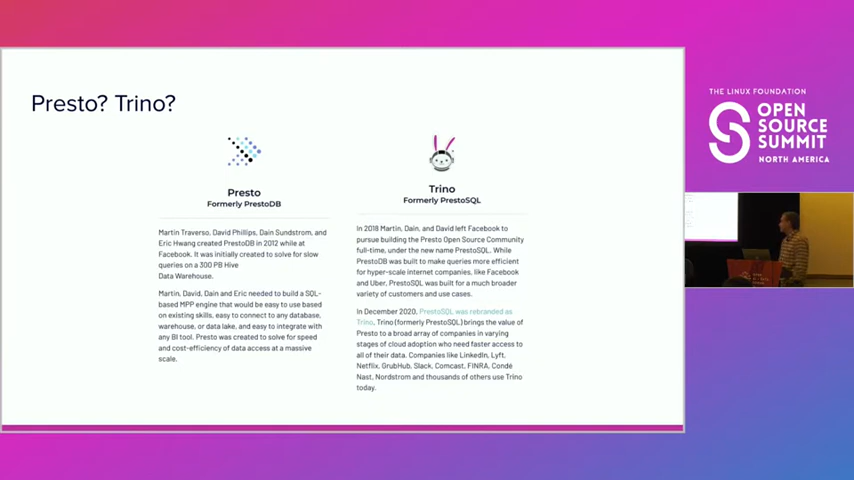 Presto? Trino?
Presto
Formerly PrestoDB
Martin Traverso, David Phillips, Dain Sundstrom, and
Eric Hwang created PrestoDB in 2012 while at
Facebook. It was initially created to solve for slow
queries on a 300 PB Hive
Data Warehouse.
Martin, David, Dain and Eric needed to build a SQL-
based MPP engine that would be easy to use based
on existing skills, easy to connect to any database,
warehouse, or data lake, and easy to integrate with
any BI tool. Presto was created to solve for speed
and cost-efficiency of data access at a massive
scale.
Trino
Formerly PrestoSQL
In 2018 Martin, Dain, and David left Facebook to
pursue building the Presto Open Source Community
full-time, under the new name PrestoSQL. While
PrestoDB was built to make queries more efficient
for hyper-scale internet companies, like Facebook
and Uber, PrestoSQL was built for a much broader
variety of customers and use cases.
In December 2020, PrestoSQL was rebranded as
Trino. Trino (formerly PrestoSQL) brings the value of
Presto to a broad array of companies in varying
stages of cloud adoption who need faster access to
all of their data. Companies like LinkedIn, Lyft,
Netflix, GrubHub, Slack, Comcast, FINRA, Condé
Nast, Nordstrom and thousands of others use Trino
today.
THE LINUX FOUNDATION
OPEN
SOURCE
SUMMIT
NORTH AMERICA